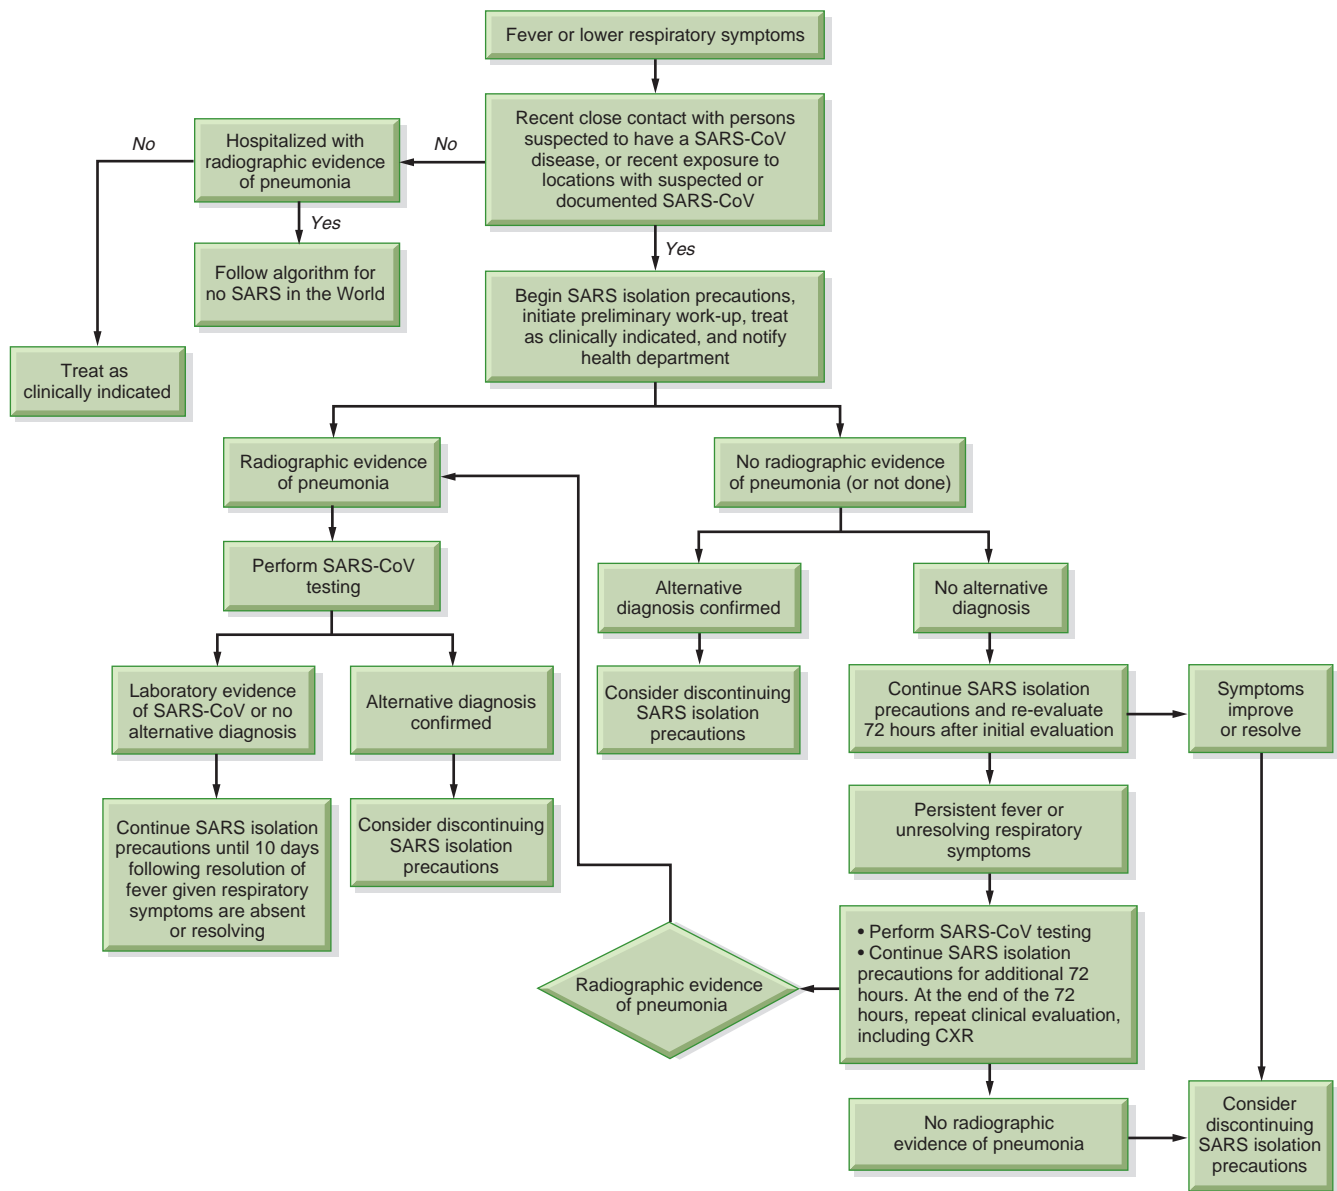 Fever or lower respiratory symptoms
Recent close contact with persons
suspected to have a SARS-CoV
disease, or recent exposure to
locations with suspected or
documented SARS-CoV
No
Hospitalized with
radiographic evidence
of pneumonia
No
Yes
Follow algorithm for
no SARS in the World
Treat as
clinically indicated
Yes
Begin SARS isolation precautions,
initiate preliminary work-up, treat
as clinically indicated, and notify
health department
Radiographic evidence
of pneumonia
No radiographic evidence
of pneumonia (or not done)
Perform SARS-CoV
testing
Alternative
diagnosis confirmed
No alternative
diagnosis
Laboratory evidence
of SARS-CoV or no
alternative diagnosis
Alternative diagnosis
confirmed
Consider discontinuing
SARS isolation
precautions
Continue SARS isolation
precautions and re-evaluate
72 hours after initial evaluation
Symptoms
improve
or resolve
Continue SARS isolation
precautions until 10 days
following resolution of
fever given respiratory
symptoms are absent
or resolving
Consider discontinuing
SARS isolation
precautions
Persistent fever or
unresolving respiratory
symptoms
• Perform SARS-CoV testing
• Continue SARS isolation
precautions for additional 72
hours. At the end of the 72
hours, repeat clinical evaluation,
including CXR
Radiographic evidence
of pneumonia
No radiographic
evidence of pneumonia
Consider
discontinuing
SARS isolation
precautions